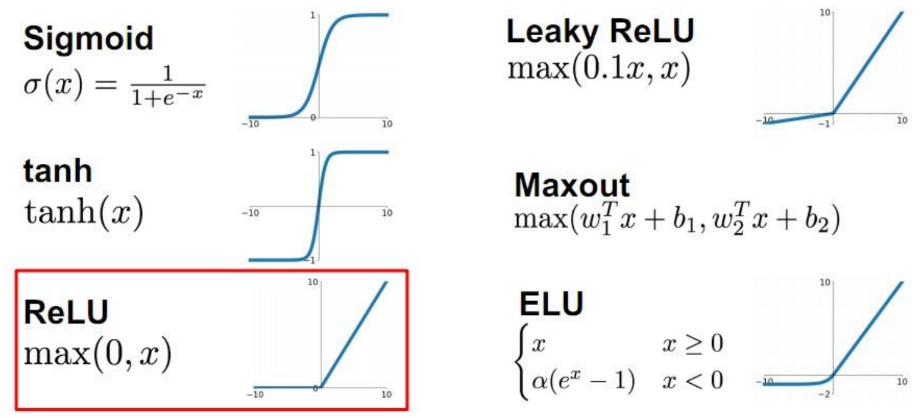 Sigmoid
σ(x) = 1/(1+e^{-x})
1
0
-10
10
tanh
tanh(x)
1
-10
10
-1
ReLU
max(0, x)
10
0
-10
10
Leaky ReLU
max(0.1x, x)
10
-10
-1
10
Maxout
max(w_1^T x + b_1, w_2^T x + b_2)
ELU
{x x ≥ 0
α(e^x − 1) x < 0
10
-10
-2
10